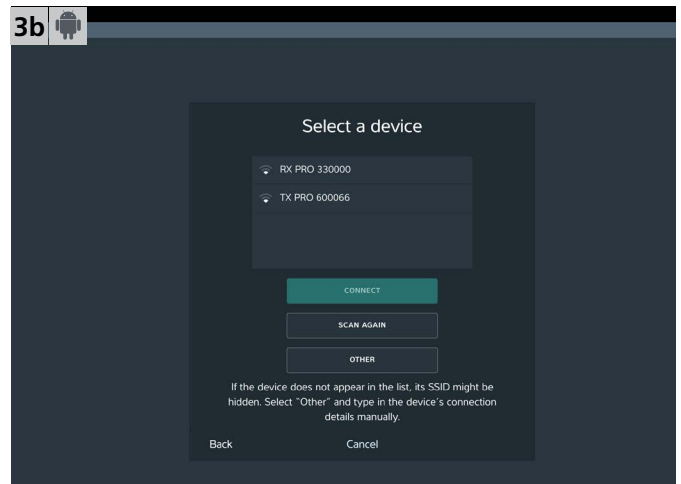 3b
Select a device
RX PRO 330000
TX PRO 600066
CONNECT
SCAN AGAIN
OTHER
If the device does not appear in the list, its SSID might be
hidden. Select “Other” and type in the device's connection
details manually.
Back Cancel